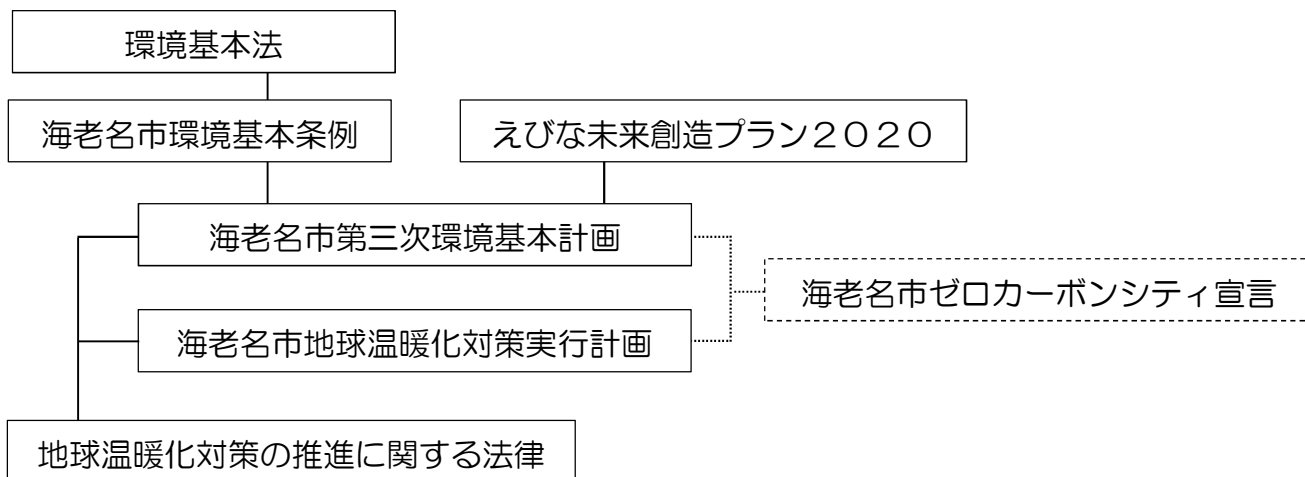 環境基本法
海老名市環境基本条例
えびな未来創造プラン２０２０
海老名市第三次環境基本計画
海老名市ゼロカーボンシティ宣言
海老名市地球温暖化対策実行計画
地球温暖化対策の推進に関する法律